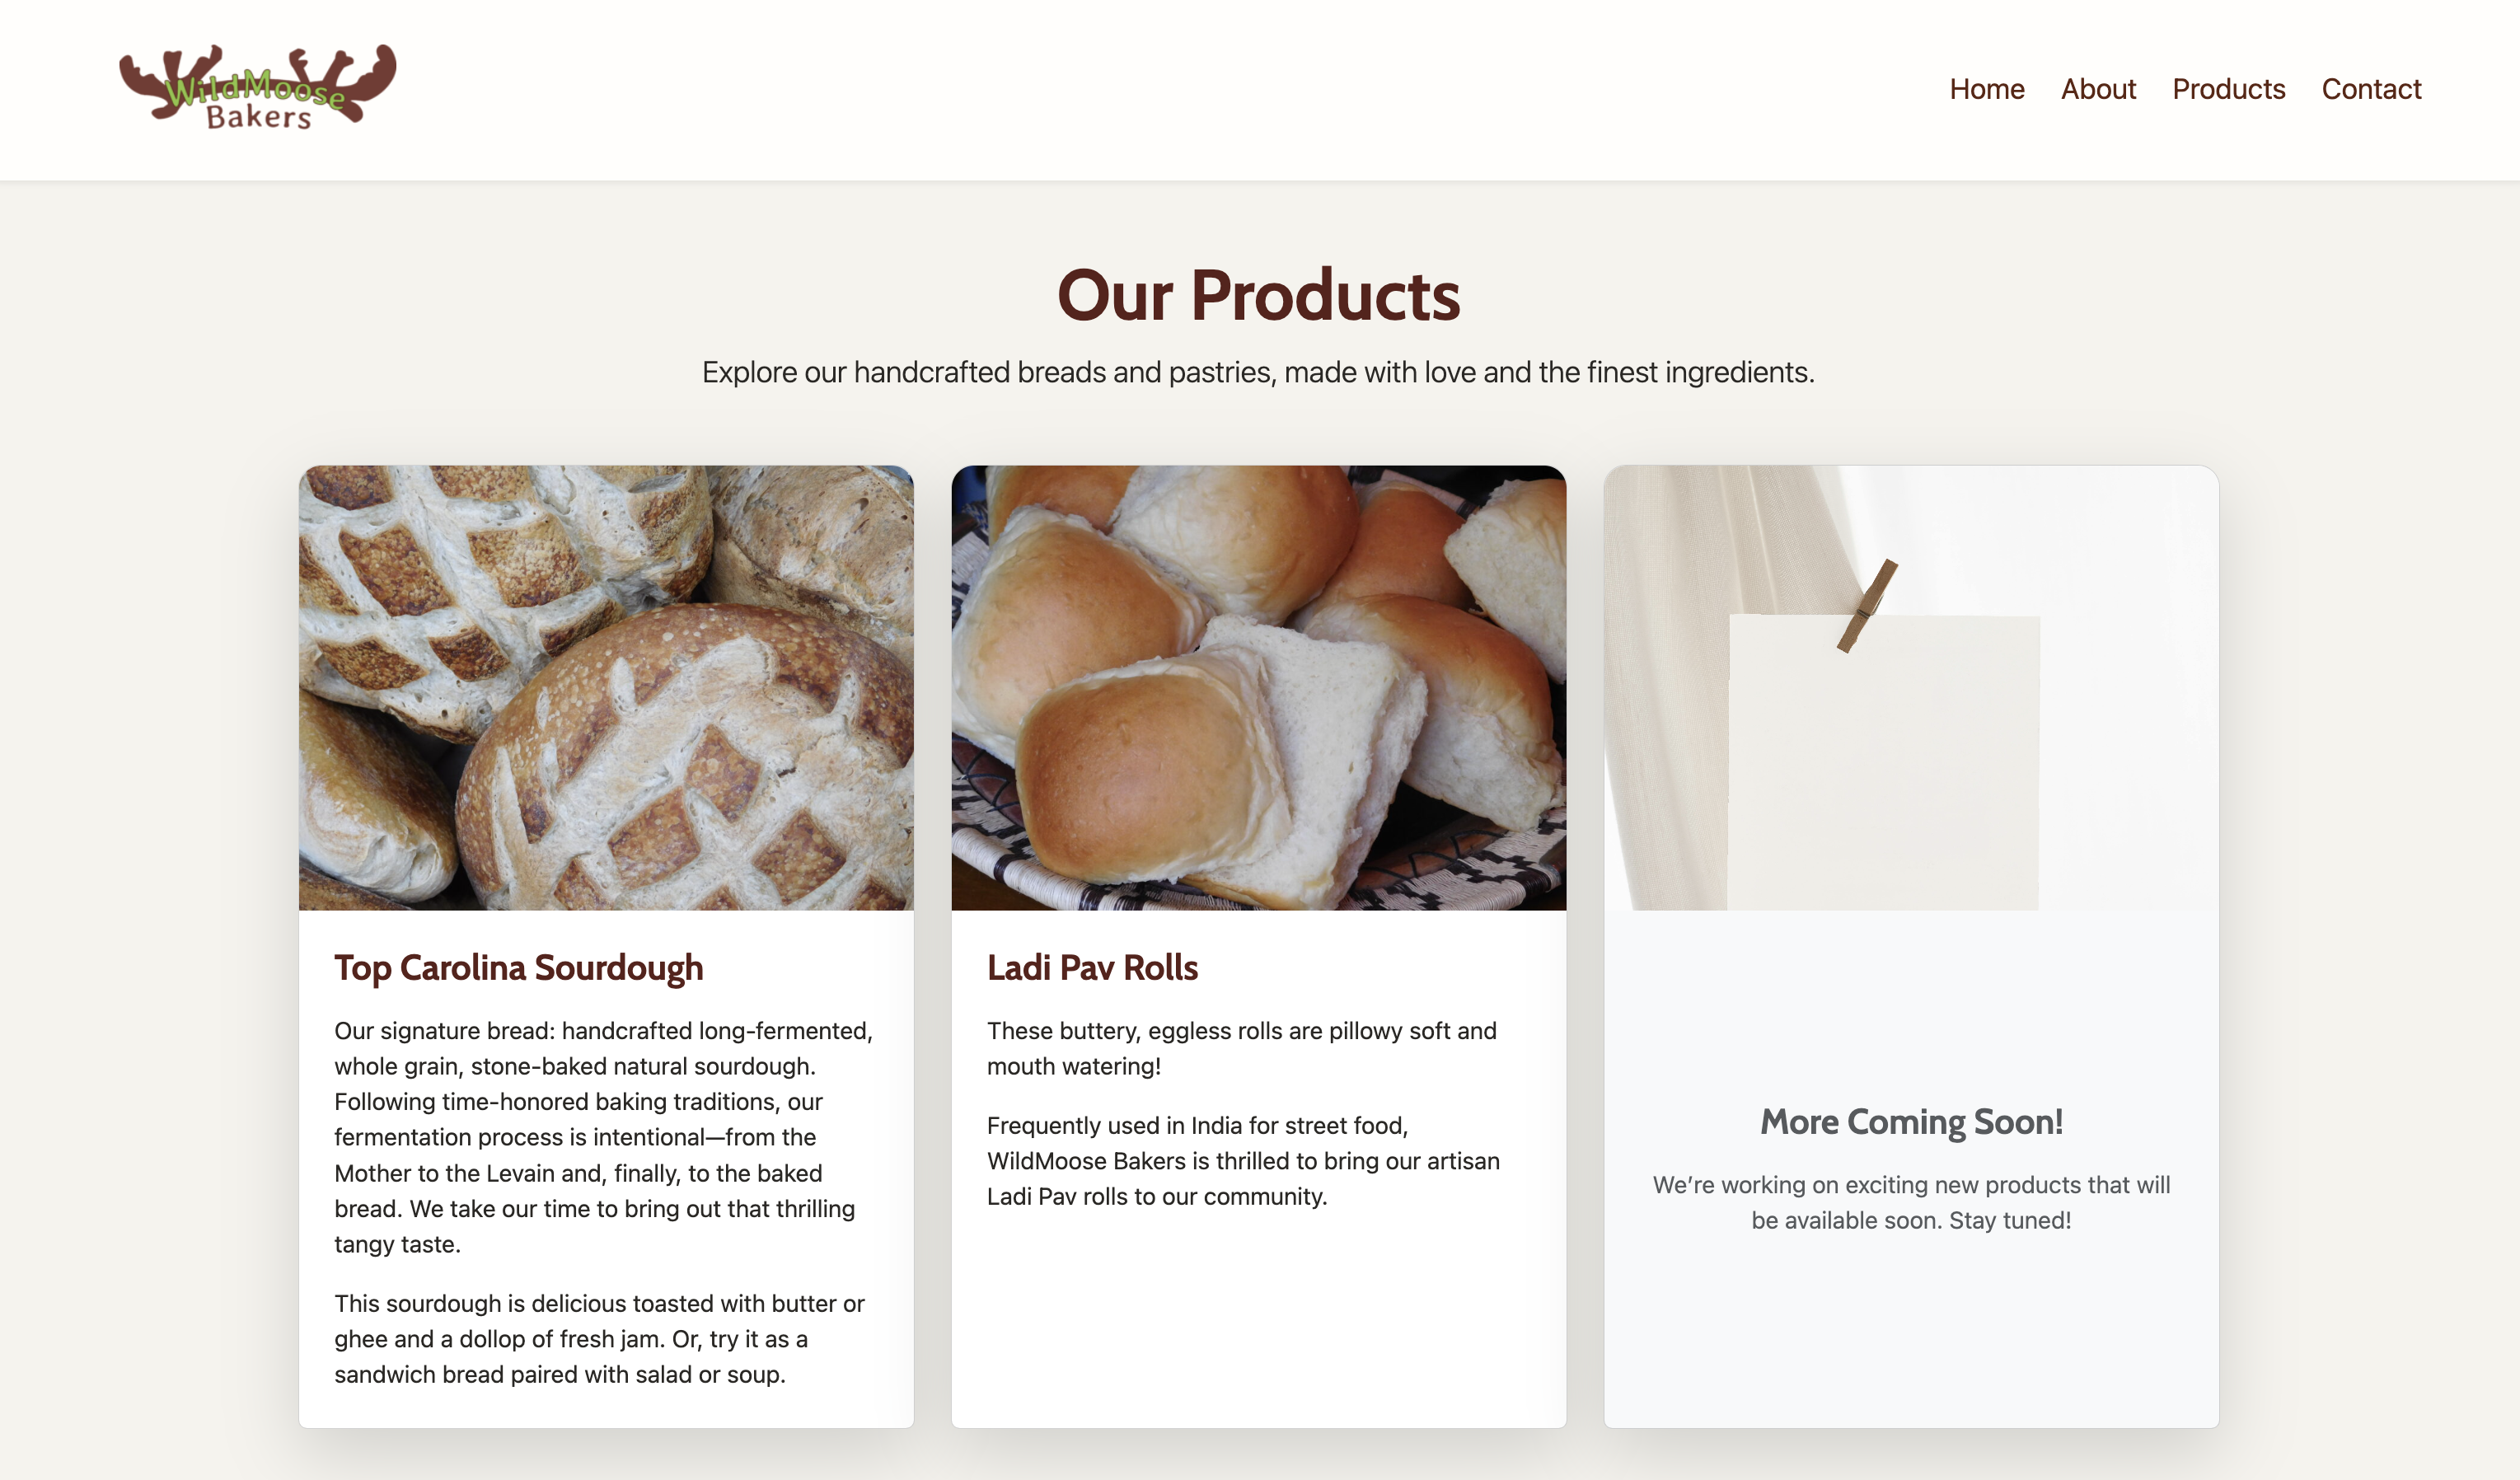 WildMoose
Bakers
Home About Products Contact
Our Products
Explore our handcrafted breads and pastries, made with love and the finest ingredients.
Top Carolina Sourdough
Our signature bread: handcrafted long-fermented,
whole grain, stone-baked natural sourdough.
Following time-honored baking traditions, our
fermentation process is intentional—from the
Mother to the Levain and, finally, to the baked
bread. We take our time to bring out that thrilling
tangy taste.
This sourdough is delicious toasted with butter or
ghee and a dollop of fresh jam. Or, try it as a
sandwich bread paired with salad or soup.
Ladi Pav Rolls
These buttery, eggless rolls are pillowy soft and
mouth watering!
Frequently used in India for street food,
WildMoose Bakers is thrilled to bring our artisan
Ladi Pav rolls to our community.
More Coming Soon!
We’re working on exciting new products that will
be available soon. Stay tuned!